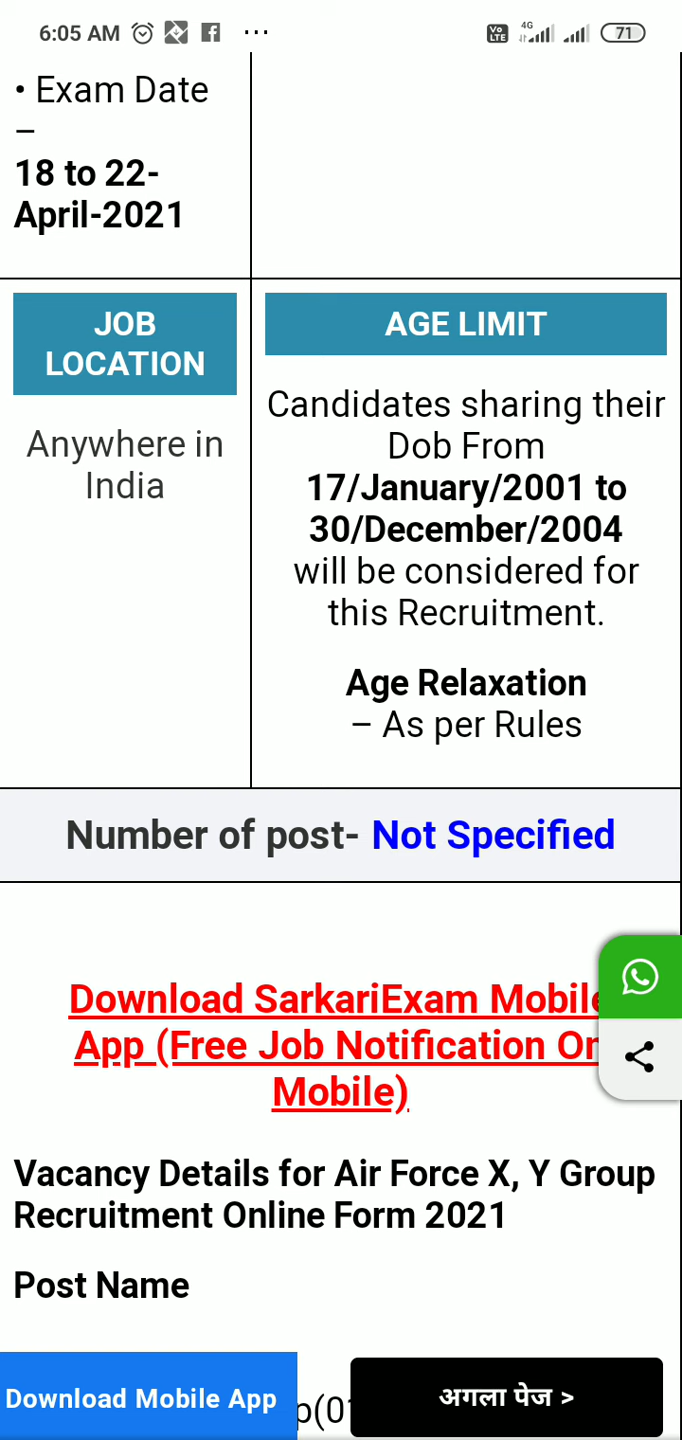 6:05 AM ...
Vo LTE 4G 71
• Exam Date
–
18 to 22-
April-2021
JOB
LOCATION
Anywhere in
India
AGE LIMIT
Candidates sharing their
Dob From
17/January/2001 to
30/December/2004
will be considered for
this Recruitment.
Age Relaxation
– As per Rules
Number of post- Not Specified
Download SarkariExam Mobile
App (Free Job Notification On
Mobile)
Vacancy Details for Air Force X, Y Group
Recruitment Online Form 2021
Post Name
Download Mobile App
अगला पेज >